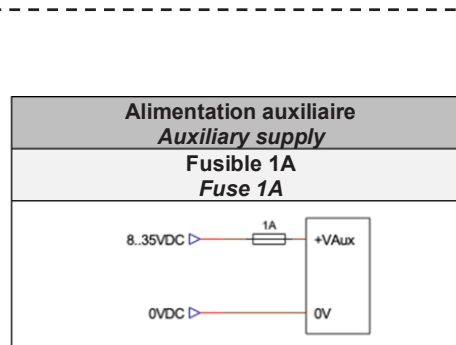 Alimentation auxiliaire
Auxiliary supply
Fusible 1A
Fuse 1A
1A
8..35VDC
+VAux
0VDC
0V